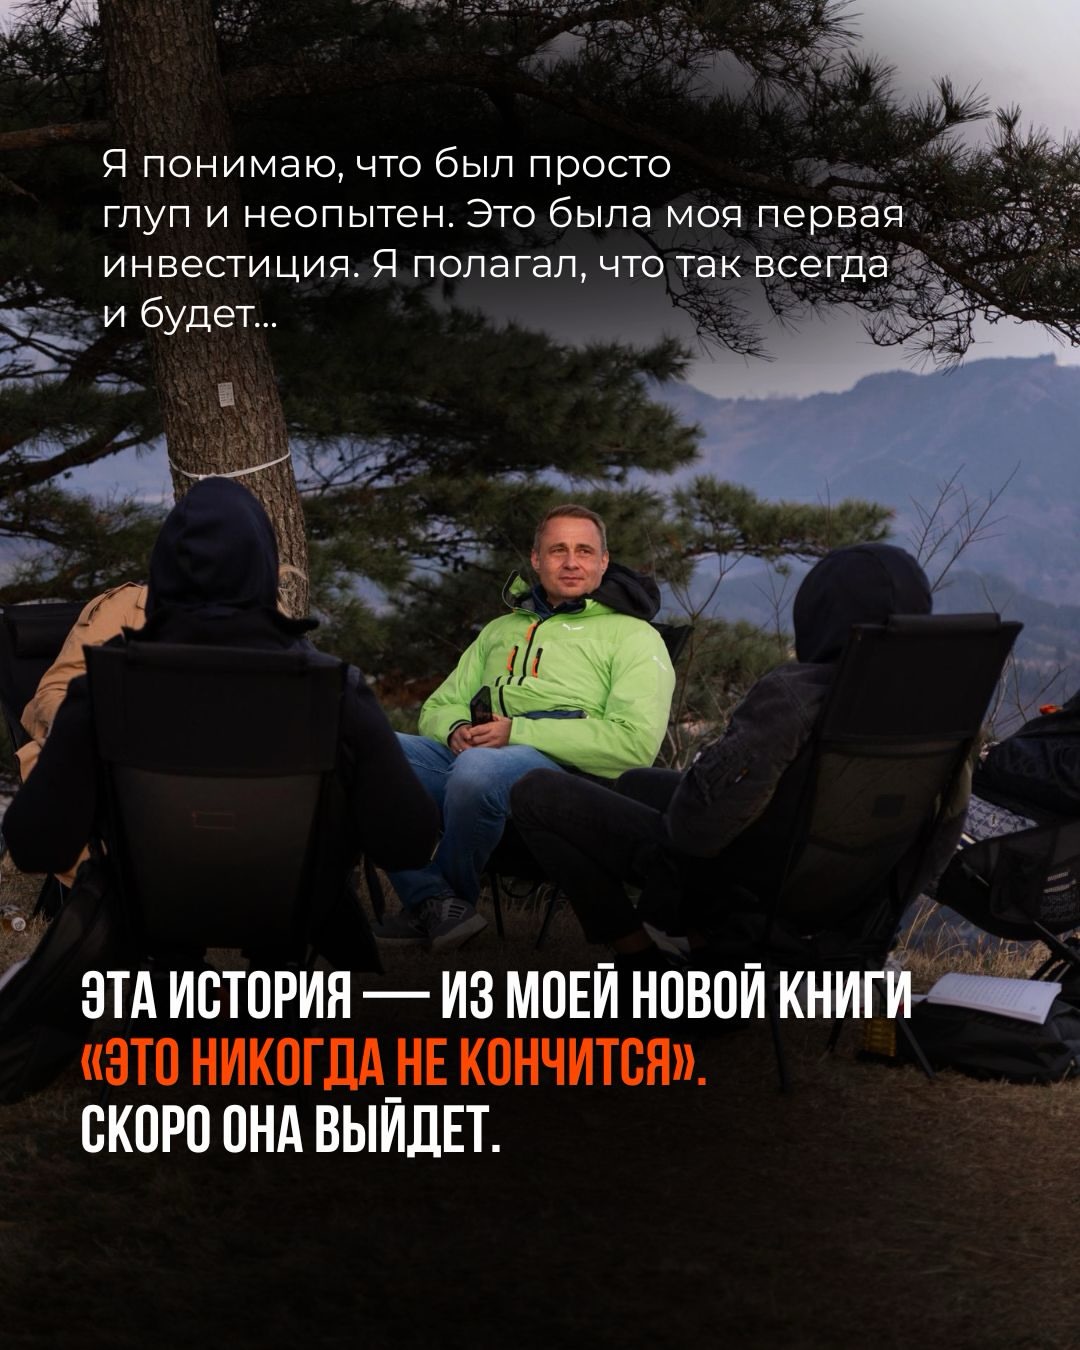 Я понимаю, что был просто
глуп и неопытен. Это была моя первая
инвестиция. Я полагал, что так всегда
и будет...
ЭТА ИСТОРИЯ — ИЗ МОЕЙ НОВОЙ КНИГИ
«ЭТО НИКОГДА НЕ КОНЧИТСЯ».
СКОРО ОНА ВЫЙДЕТ.